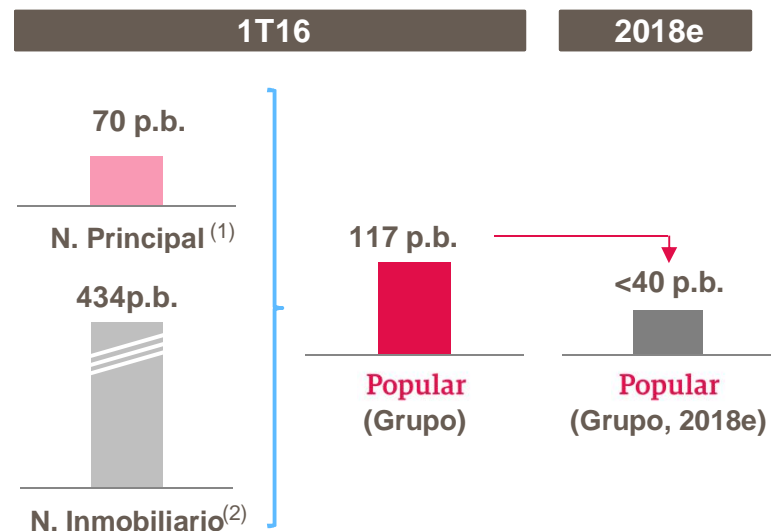 1T16
2018e
70 p.b.
N. Principal (1)
434p.b.
N. Inmobiliario(2)
117 p.b.
Popular
(Grupo)
<40 p.b.
Popular
(Grupo, 2018e)